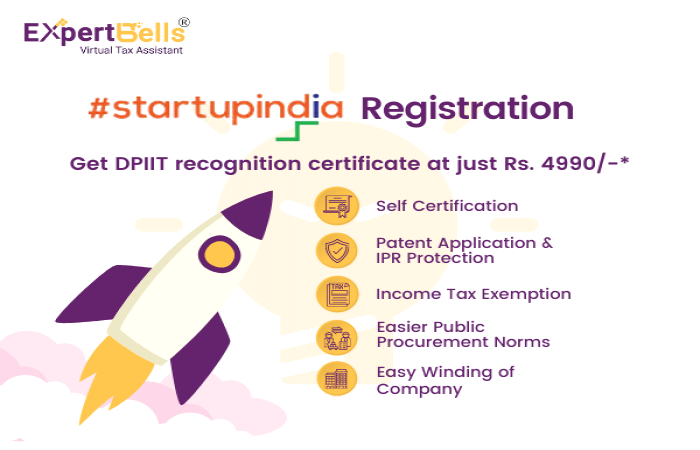 EXpertBells®
Virtual Tax Assistant
#startupindia Registration
Get DPIIT recognition certificate at just Rs. 4990/-*
Self Certification
Patent Application &
IPR Protection
TAX
Income Tax Exemption
Easier Public
Procurement Norms
Easy Winding of
Company